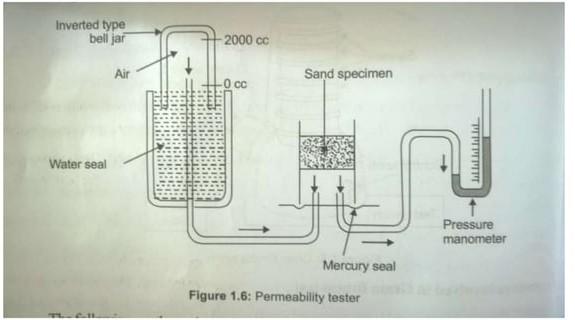 Inverted type
bell jar
2000 cc
Air
0 cc
Sand specimen
Water seal
Pressure
manometer
Mercury seal
Figure 1.6: Permeability tester